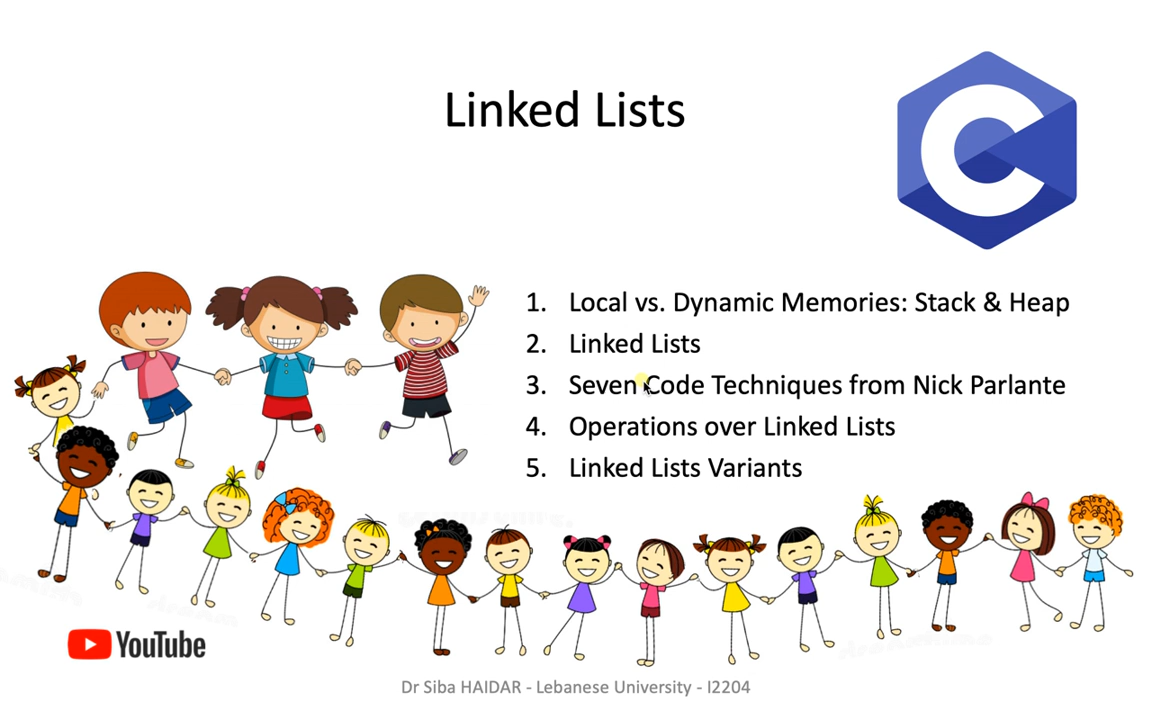 Linked Lists
C
1. Local vs. Dynamic Memories: Stack & Heap
2. Linked Lists
3. Seven Code Techniques from Nick Parlante
4. Operations over Linked Lists
5. Linked Lists Variants
YouTube
Dr Siba HAIDAR - Lebanese University - I2204